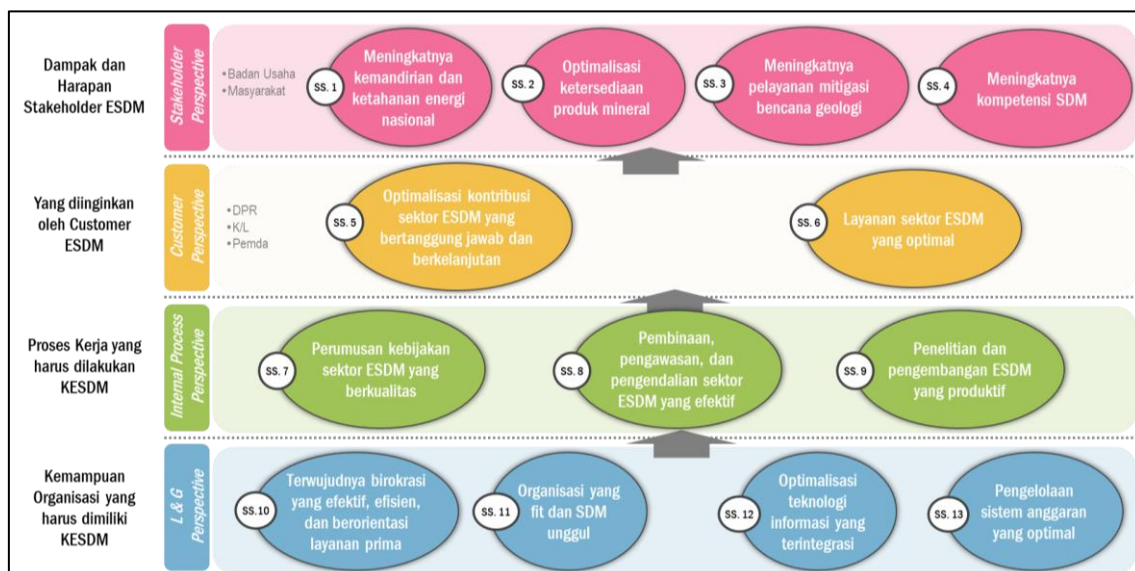 Dampak dan
Harapan
Stakeholder ESDM
Stakeholder
Perspective
•Badan Usaha
•Masyarakat
SS. 1
Meningkatnya
kemandirian dan
ketahanan energi
nasional
SS. 2
Optimalisasi
ketersediaan
produk mineral
SS. 3
Meningkatnya
pelayanan mitigasi
bencana geologi
SS. 4
Meningkatnya
kompetensi SDM
Yang diinginkan
oleh Customer
ESDM
Customer
Perspective
•DPR
•K/L
•Pemda
SS. 5
Optimalisasi kontribusi
sektor ESDM yang
bertanggung jawab dan
berkelanjutan
SS. 6
Layanan sektor ESDM
yang optimal
Proses Kerja yang
harus dilakukan
KESDM
Internal Process
Perspective
SS. 7
Perumusan kebijakan
sektor ESDM yang
berkualitas
SS. 8
Pembinaan,
pengawasan, dan
pengendalian sektor
ESDM yang efektif
SS. 9
Penelitian dan
pengembangan ESDM
yang produktif
Kemampuan
Organisasi yang
harus dimiliki
KESDM
L & G
Perspective
SS. 10
Terwujudnya birokrasi
yang efektif, efisien,
dan berorientasi
layanan prima
SS. 11
Organisasi yang
fit dan SDM
unggul
SS. 12
Optimalisasi
teknologi
informasi yang
terintegrasi
SS. 13
Pengelolaan
sistem anggaran
yang optimal